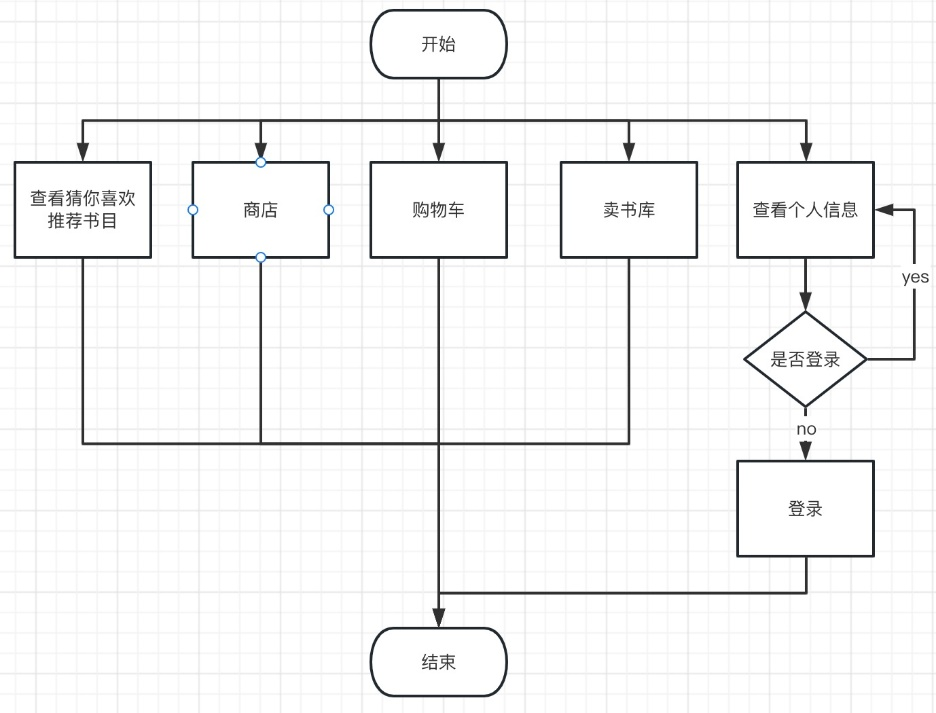 开始
查看猜你喜欢
推荐书目
商店
购物车
卖书库
查看个人信息
yes
是否登录
no
登录
结束